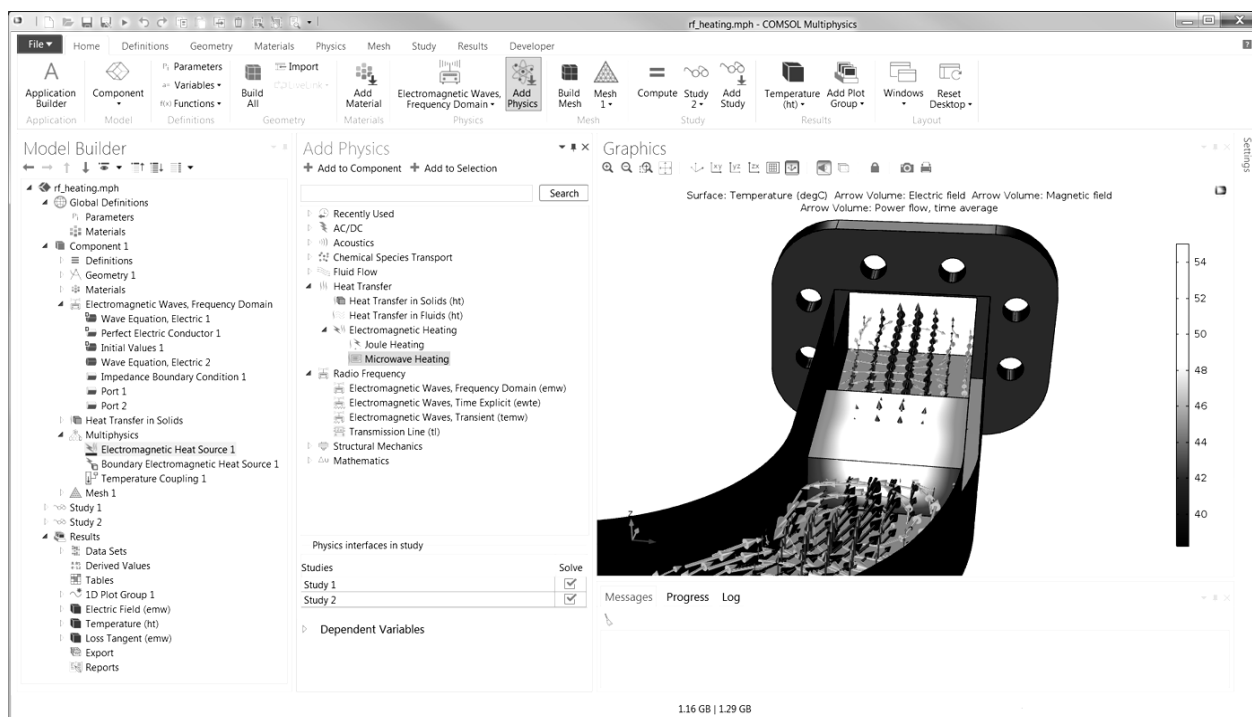 rf_heating.mph - COMSOL Multiphysics
File Home Definitions Geometry Materials Physics Mesh Study Results Developer
Application Builder
Application
Component
Model
Pi Parameters
a= Variables
f(x) Functions
Definitions
Build All
Import
LiveLink
Geometry
Add Material
Materials
Electromagnetic Waves, Frequency Domain
Add Physics
Physics
Build Mesh
Mesh 1
Mesh
Compute
Study 2
Add Study
Study
Temperature (ht)
Add Plot Group
Results
Windows
Reset Desktop
Layout
Model Builder
rf_heating.mph
Global Definitions
Pi Parameters
Materials
Component 1
Definitions
Geometry 1
Materials
Electromagnetic Waves, Frequency Domain
Wave Equation, Electric 1
Perfect Electric Conductor 1
Initial Values 1
Wave Equation, Electric 2
Impedance Boundary Condition 1
Port 1
Port 2
Heat Transfer in Solids
Multiphysics
Electromagnetic Heat Source 1
Boundary Electromagnetic Heat Source 1
Temperature Coupling 1
Mesh 1
Study 1
Study 2
Results
Data Sets
Derived Values
Tables
1D Plot Group 1
Electric Field (emw)
Temperature (ht)
Loss Tangent (emw)
Export
Reports
Add Physics
+ Add to Component + Add to Selection
Search
Recently Used
AC/DC
Acoustics
Chemical Species Transport
Fluid Flow
Heat Transfer
Heat Transfer in Solids (ht)
Heat Transfer in Fluids (ht)
Electromagnetic Heating
Joule Heating
Microwave Heating
Radio Frequency
Electromagnetic Waves, Frequency Domain (emw)
Electromagnetic Waves, Time Explicit (ewte)
Electromagnetic Waves, Transient (temw)
Transmission Line (tl)
Structural Mechanics
Δu Mathematics
Physics interfaces in study
Studies Solve
Study 1
Study 2
Dependent Variables
Graphics
xy yz zx
Surface: Temperature (degC) Arrow Volume: Electric field Arrow Volume: Magnetic field
Arrow Volume: Power flow, time average
54
52
50
48
46
44
42
40
z
Messages Progress Log
Settings
1.16 GB | 1.29 GB